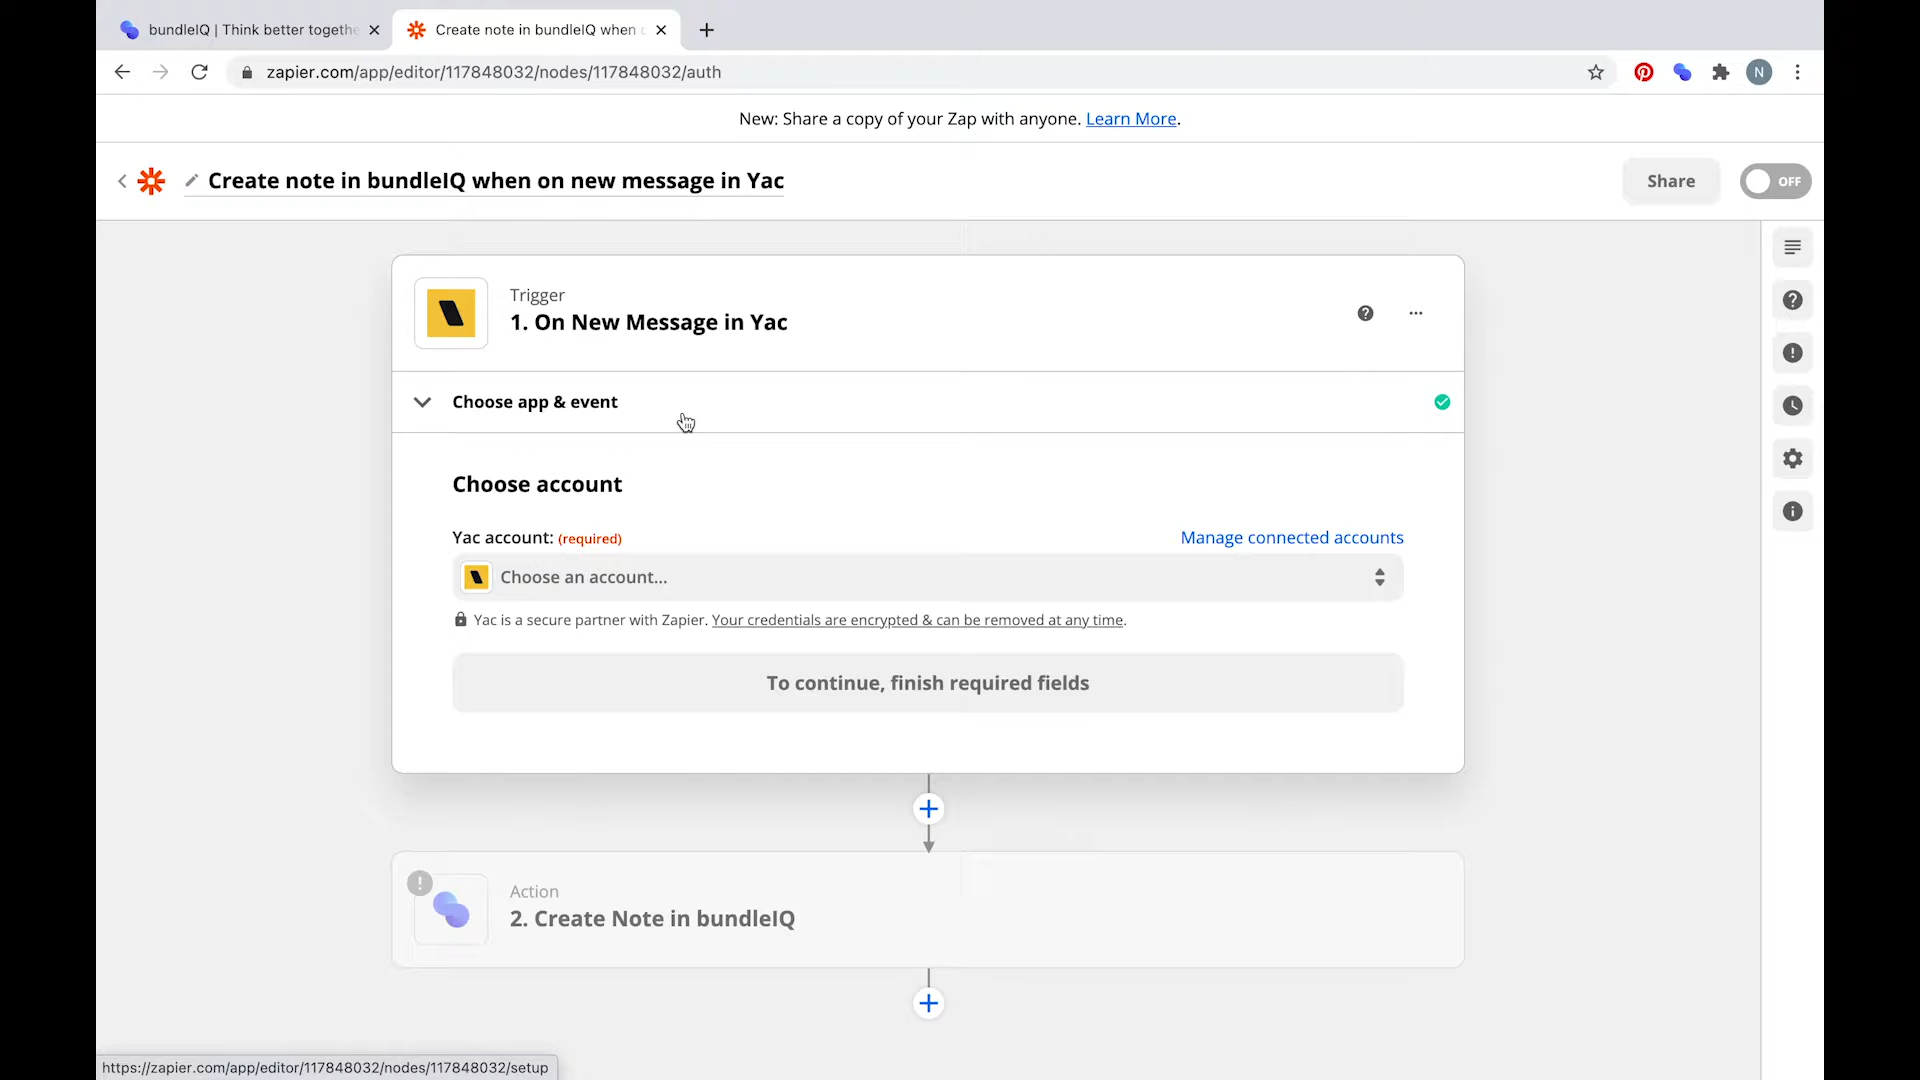 bundleIQ | Think better togethe
Create note in bundleIQ when
zapier.com/app/editor/117848032/nodes/117848032/auth
N
New: Share a copy of your Zap with anyone. Learn More.
Create note in bundleIQ when on new message in Yac
Share
OFF
Trigger
1. On New Message in Yac
Choose app & event
Choose account
Yac account: (required)
Manage connected accounts
Choose an account...
Yac is a secure partner with Zapier. Your credentials are encrypted & can be removed at any time.
To continue, finish required fields
Action
2. Create Note in bundleIQ
https://zapier.com/app/editor/117848032/nodes/117848032/setup